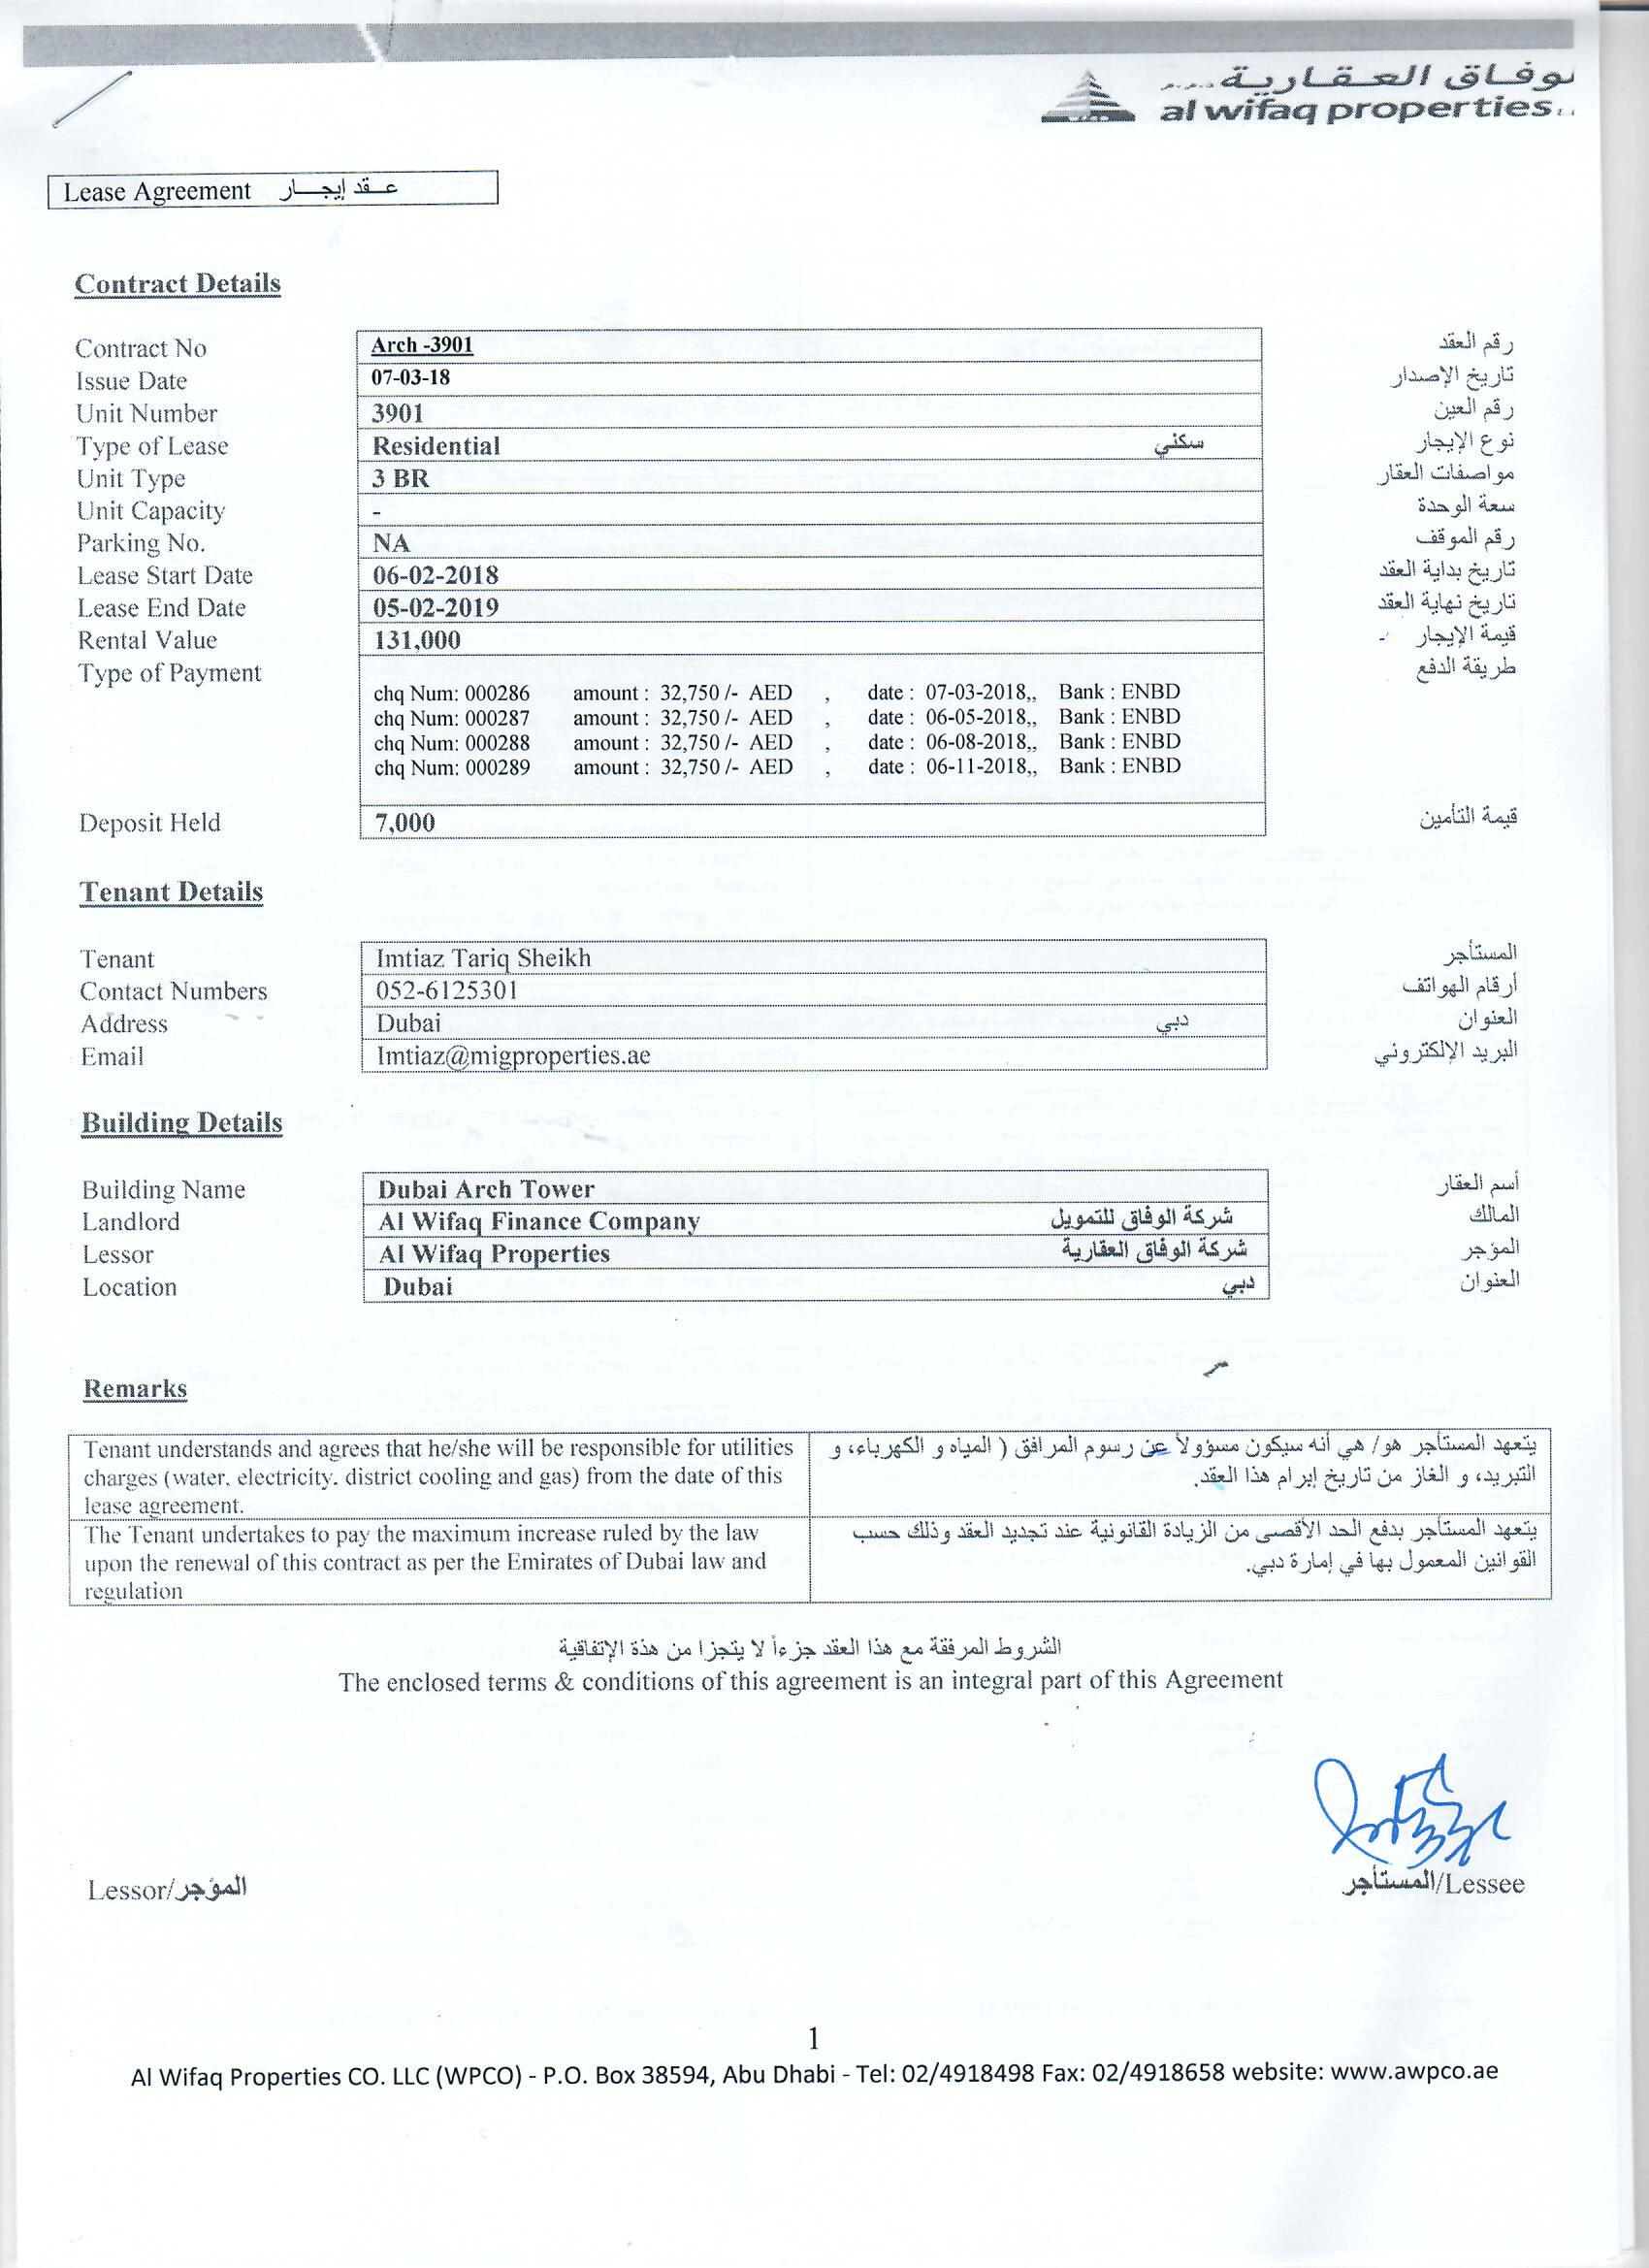 لوفاق العقارية
al wifaq properties
Lease Agreement عقد إيجار
Contract Details
Contract No Arch -3901 رقم العقد
Issue Date 07-03-18 تاريخ الإصدار
Unit Number 3901 رقم العين
Type of Lease Residential سكني نوع الإيجار
Unit Type 3 BR مواصفات العقار
Unit Capacity - سعة الوحدة
Parking No. NA رقم الموقف
Lease Start Date 06-02-2018 تاريخ بداية العقد
Lease End Date 05-02-2019 تاريخ نهاية العقد
Rental Value 131,000 قيمة الإيجار
Type of Payment طريقة الدفع
chq Num: 000286 amount : 32,750 /- AED , date : 07-03-2018,, Bank : ENBD
chq Num: 000287 amount : 32,750 /- AED , date : 06-05-2018,, Bank : ENBD
chq Num: 000288 amount : 32,750 /- AED , date : 06-08-2018,, Bank : ENBD
chq Num: 000289 amount : 32,750 /- AED , date : 06-11-2018,, Bank : ENBD
Deposit Held 7,000 قيمة التأمين
Tenant Details
Tenant Imtiaz Tariq Sheikh المستأجر
Contact Numbers 052-6125301 أرقام الهواتف
Address Dubai دبي العنوان
Email Imtiaz@migproperties.ae البريد الإلكتروني
Building Details
Building Name Dubai Arch Tower أسم العقار
Landlord Al Wifaq Finance Company شركة الوفاق للتمويل المالك
Lessor Al Wifaq Properties شركة الوفاق العقارية المؤجر
Location Dubai دبي العنوان
Remarks
Tenant understands and agrees that he/she will be responsible for utilities
charges (water, electricity, district cooling and gas) from the date of this
lease agreement.
يتعهد المستأجر هو/ هي أنه سيكون مسؤولاً عن رسوم المرافق ( المياه و الكهرباء، و
التبريد، و الغاز من تاريخ إبرام هذا العقد.
The Tenant undertakes to pay the maximum increase ruled by the law
upon the renewal of this contract as per the Emirates of Dubai law and
regulation
يتعهد المستأجر بدفع الحد الأقصى من الزيادة القانونية عند تجديد العقد وذلك حسب
القوانين المعمول بها في إمارة دبي.
الشروط المرفقة مع هذا العقد جزءاً لا يتجزا من هذة الإتفاقية
The enclosed terms & conditions of this agreement is an integral part of this Agreement
Lessor/المؤجر
المستأجر/Lessee
1
Al Wifaq Properties CO. LLC (WPCO) - P.O. Box 38594, Abu Dhabi - Tel: 02/4918498 Fax: 02/4918658 website: www.awpco.ae